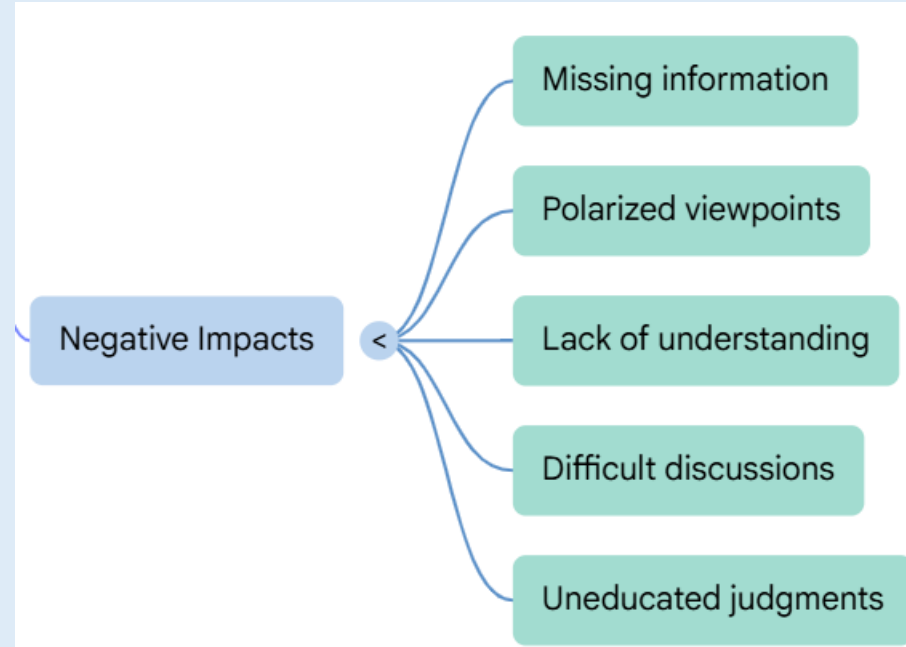 Missing information
Polarized viewpoints
Negative Impacts
<
Lack of understanding
Difficult discussions
Uneducated judgments